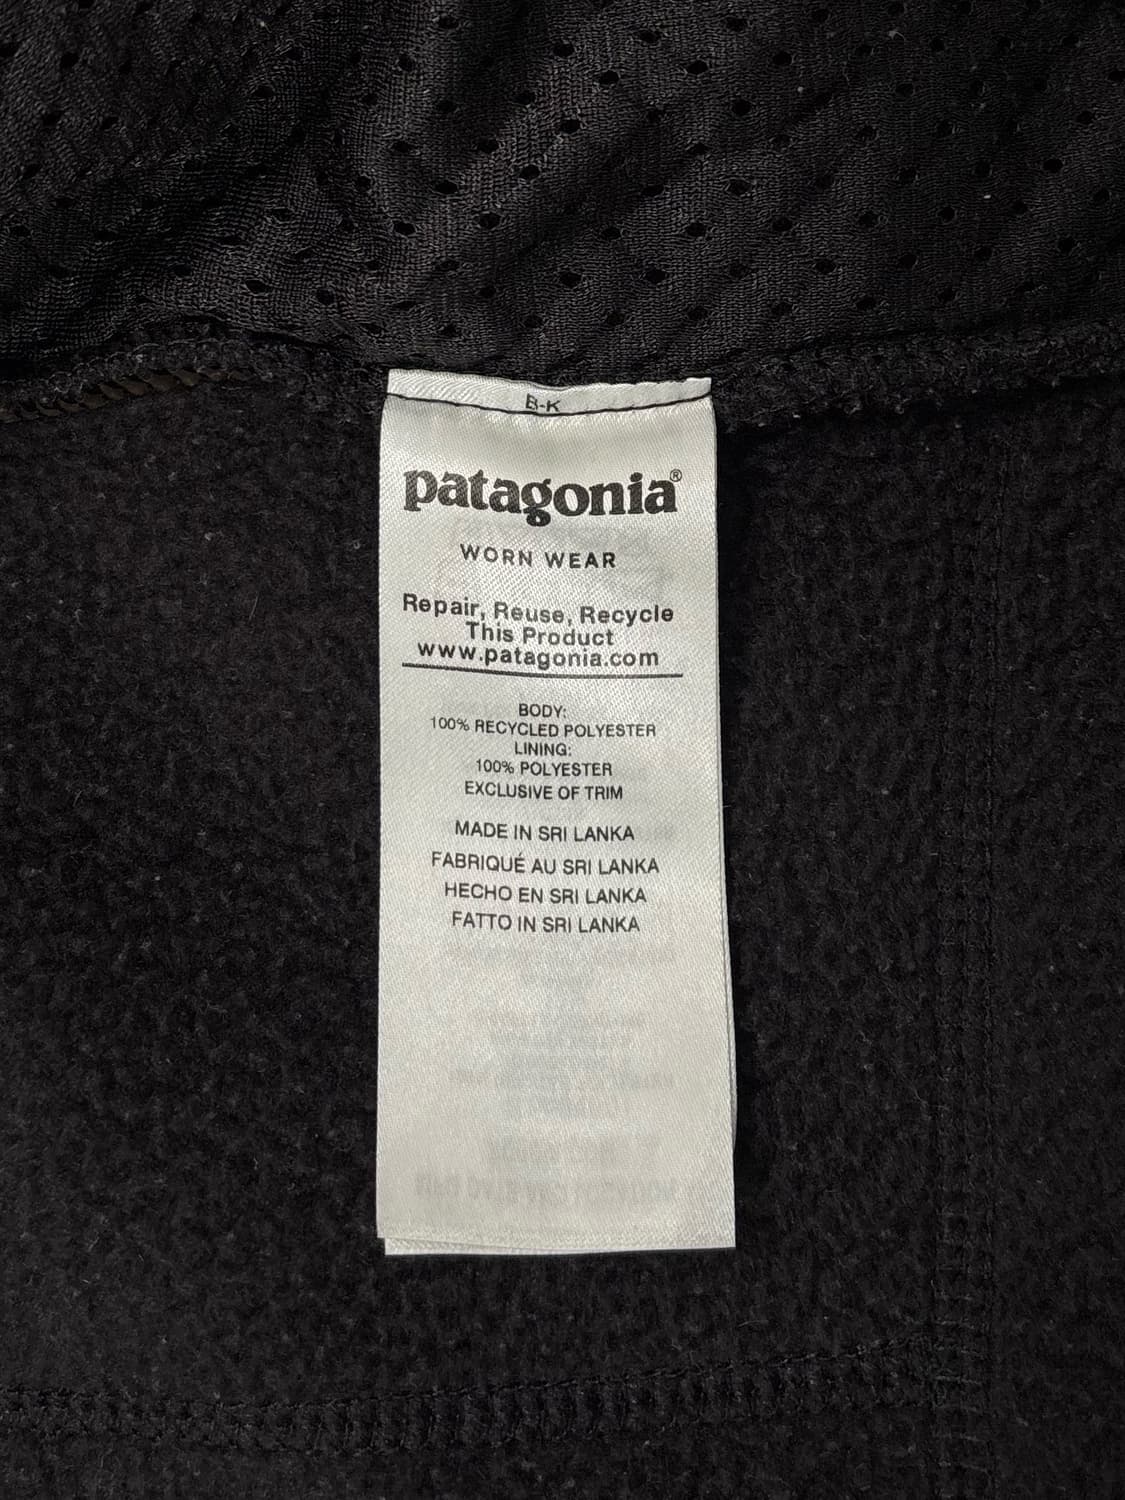 B-K
patagonia®
WORN WEAR
Repair, Reuse, Recycle
This Product
www.patagonia.com
BODY:
100% RECYCLED POLYESTER
LINING:
100% POLYESTER
EXCLUSIVE OF TRIM
MADE IN SRI LANKA
FABRIQUÉ AU SRI LANKA
HECHO EN SRI LANKA
FATTO IN SRI LANKA